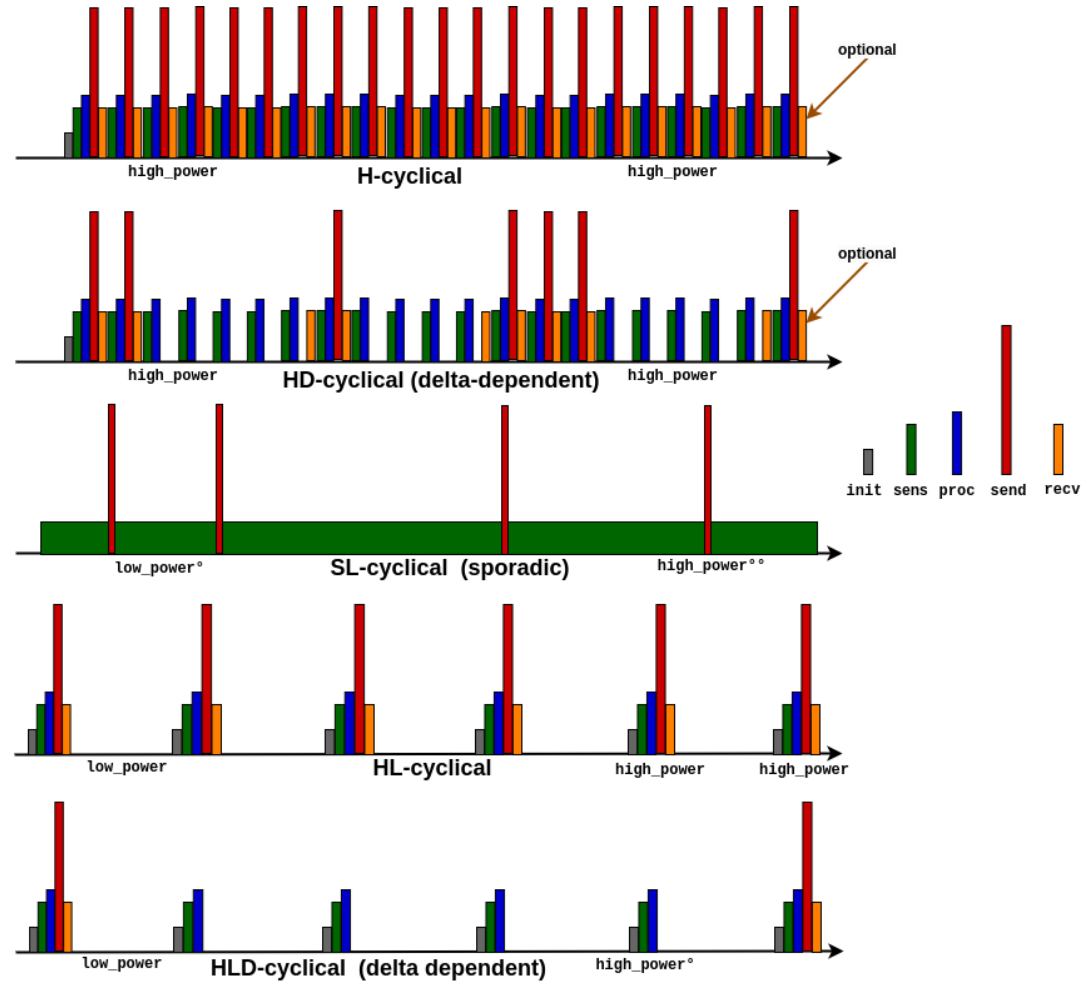 optional
high_power
H-cyclical
high_power
optional
high_power
HD-cyclical (delta-dependent)
high_power
init sens proc send recv
low_power°
SL-cyclical (sporadic)
high_power°°
low_power
HL-cyclical
high_power
high_power
low_power
HLD-cyclical (delta dependent)
high_power°